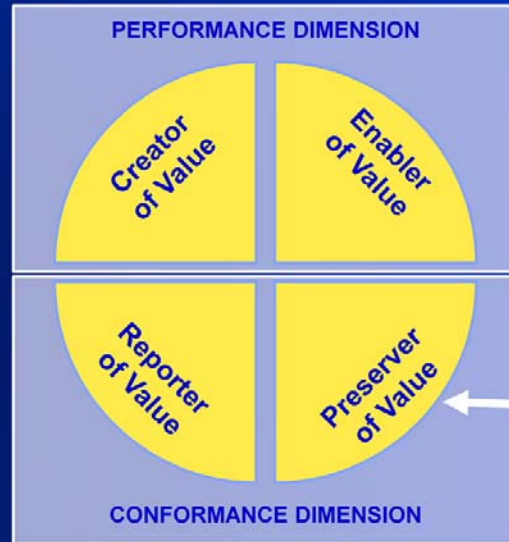 PERFORMANCE DIMENSION
Creator
of Value
Enabler
of Value
Reporter
of Value
Preserver
of Value
CONFORMANCE DIMENSION